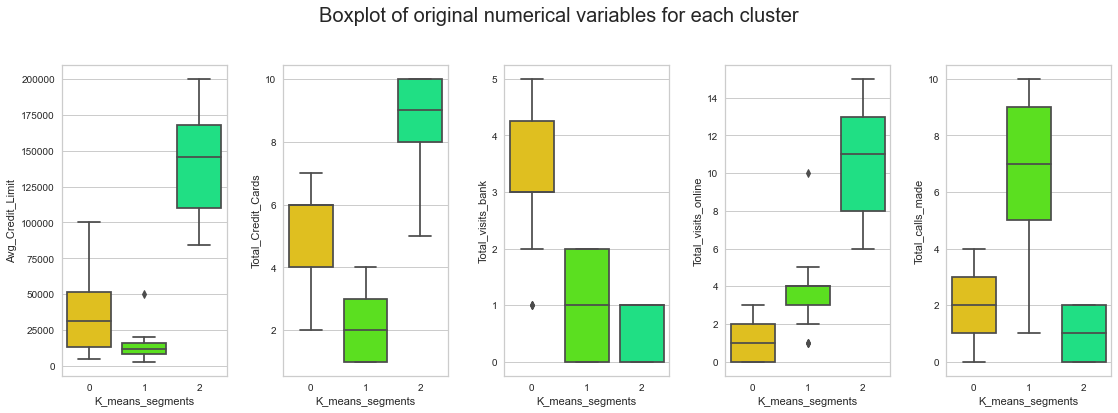 Boxplot of original numerical variables for each cluster
Avg_Credit_Limit
200000
175000
150000
125000
100000
75000
50000
25000
0
0 1 2
K_means_segments
Total_Credit_Cards
10
8
6
4
2
0 1 2
K_means_segments
Total_visits_bank
5
4
3
2
1
0
0 1 2
K_means_segments
Total_visits_online
14
12
10
8
6
4
2
0
0 1 2
K_means_segments
Total_calls_made
10
8
6
4
2
0
0 1 2
K_means_segments